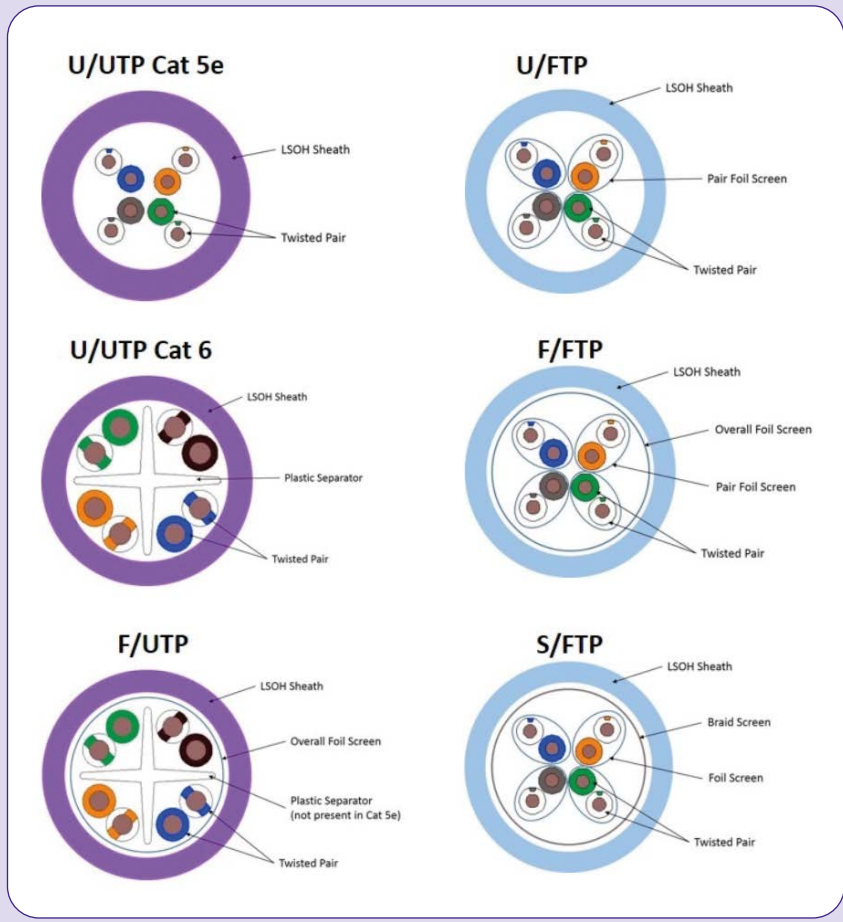 U/UTP Cat 5e
LSOH Sheath
Twisted Pair
U/FTP
LSOH Sheath
Pair Foil Screen
Twisted Pair
U/UTP Cat 6
LSOH Sheath
Plastic Separator
Twisted Pair
F/FTP
LSOH Sheath
Overall Foil Screen
Pair Foil Screen
Twisted Pair
F/UTP
LSOH Sheath
Overall Foil Screen
Plastic Separator
(not present in Cat 5e)
Twisted Pair
S/FTP
LSOH Sheath
Braid Screen
Foil Screen
Twisted Pair